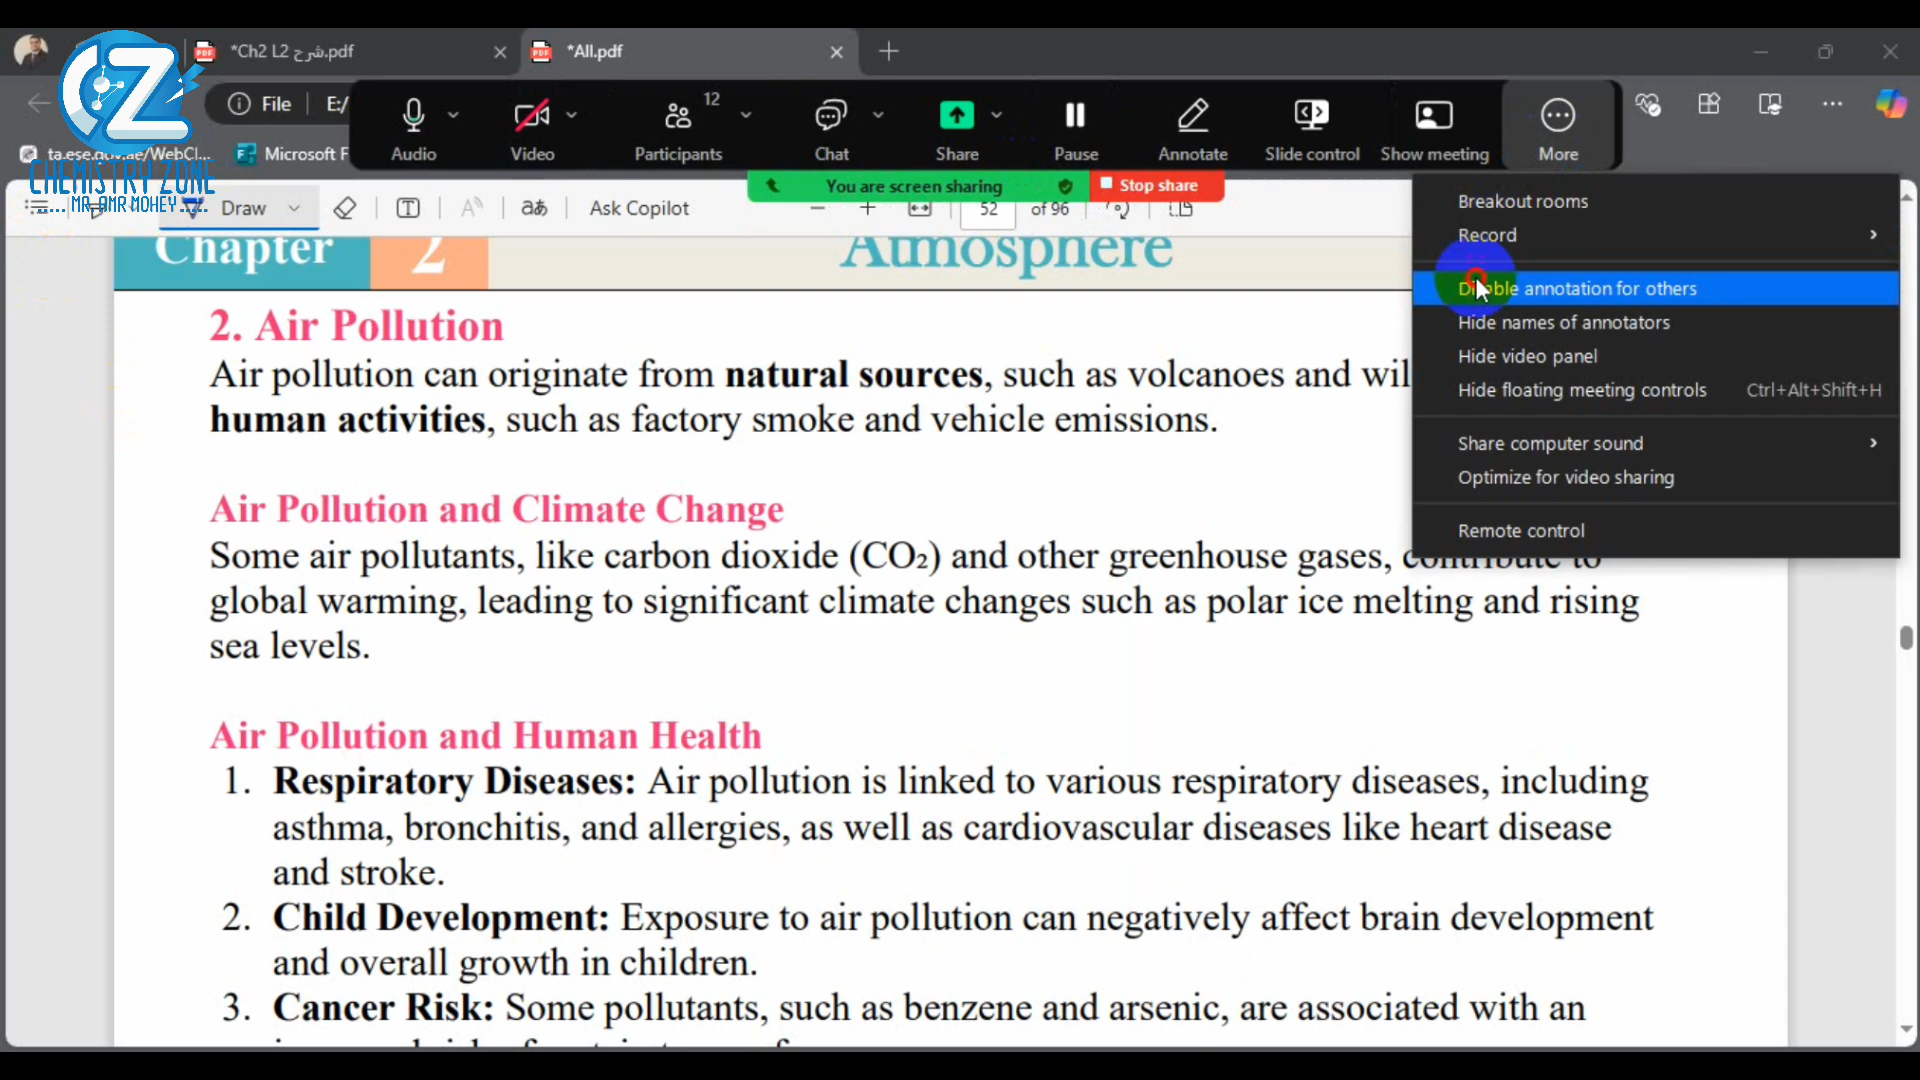 *Ch2 L2 شرح.pdf
*All.pdf
File
E:/
12
Audio
Video
Participants
Chat
Share
Pause
Annotate
Slide control
Show meeting
More
ta.ese.gov.ae/WebCl...
Microsoft F
CZ
CHEMISTRY ZONE
..... MR. AMR MOHEY .....
You are screen sharing
Stop share
Draw
Ask Copilot
52
of 96
Breakout rooms
Record
Disable annotation for others
Hide names of annotators
Hide video panel
Hide floating meeting controls Ctrl+Alt+Shift+H
Share computer sound
Optimize for video sharing
Remote control
Chapter 2 Atmosphere
2. Air Pollution
Air pollution can originate from natural sources, such as volcanoes and wil
human activities, such as factory smoke and vehicle emissions.
Air Pollution and Climate Change
Some air pollutants, like carbon dioxide (CO₂) and other greenhouse gases, contribute to
global warming, leading to significant climate changes such as polar ice melting and rising
sea levels.
Air Pollution and Human Health
1. Respiratory Diseases: Air pollution is linked to various respiratory diseases, including
asthma, bronchitis, and allergies, as well as cardiovascular diseases like heart disease
and stroke.
2. Child Development: Exposure to air pollution can negatively affect brain development
and overall growth in children.
3. Cancer Risk: Some pollutants, such as benzene and arsenic, are associated with an